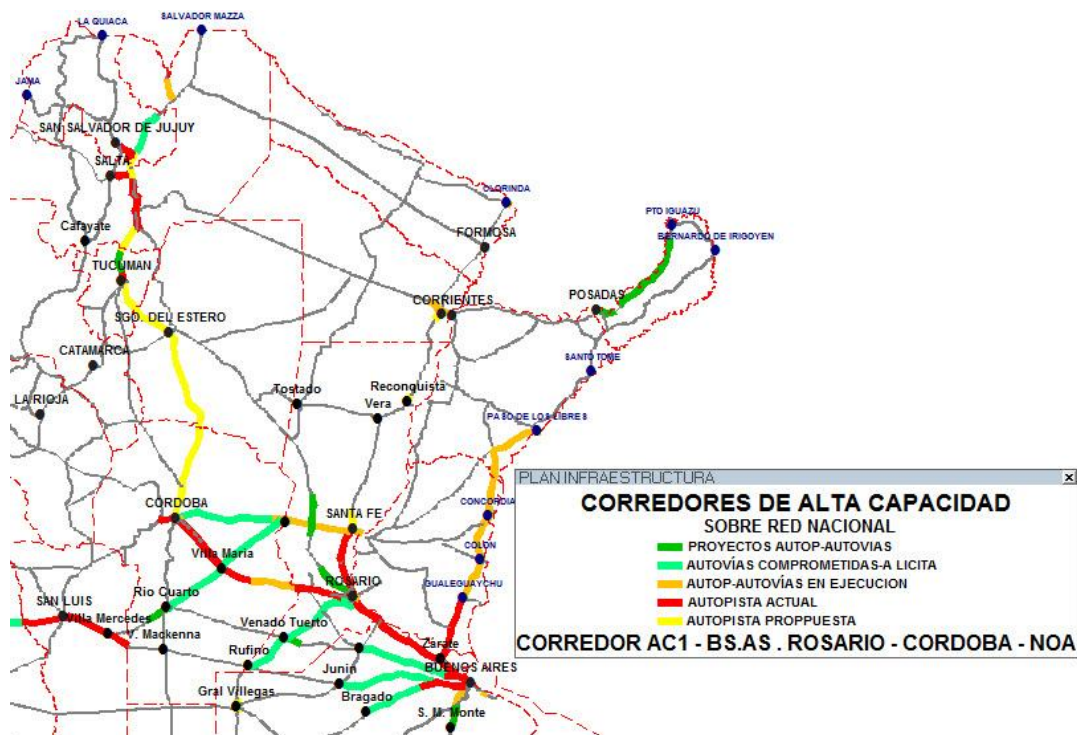 LA QUIACA
SALVADOR MAZZA
JAMA
SAN SALVADOR DE JUJUY
SALTA
CLORINDA
PTO IGUAZU
Cafayate
FORMOSA
BERNARDO DE IRIGOYEN
TUCUMAN
CORRIENTES
POSADAS
SGO. DEL ESTERO
CATAMARCA
SANTO TOME
Tostado
Reconquista
LA RIOJA
Vera
PASO DE LOS LIBRES
CORDOBA
SANTA FE
CONCORDIA
Villa Maria
COLON
ROSARIO
GUALEGUAYCHU
Rio Cuarto
SAN LUIS
Villa Mercedes
V. Mackenna
Venado Tuerto
Zarate
Rufino
Junin
BUENOS AIRES
Gral Villegas
Bragado
S. M. Monte
PLAN INFRAESTRUCTURA
CORREDORES DE ALTA CAPACIDAD
SOBRE RED NACIONAL
PROYECTOS AUTOP-AUTOVIAS
AUTOVÍAS COMPROMETIDAS-A LICITA
AUTOP-AUTOVÍAS EN EJECUCION
AUTOPISTA ACTUAL
AUTOPISTA PROPPUESTA
CORREDOR AC1 - BS.AS . ROSARIO - CORDOBA - NOA